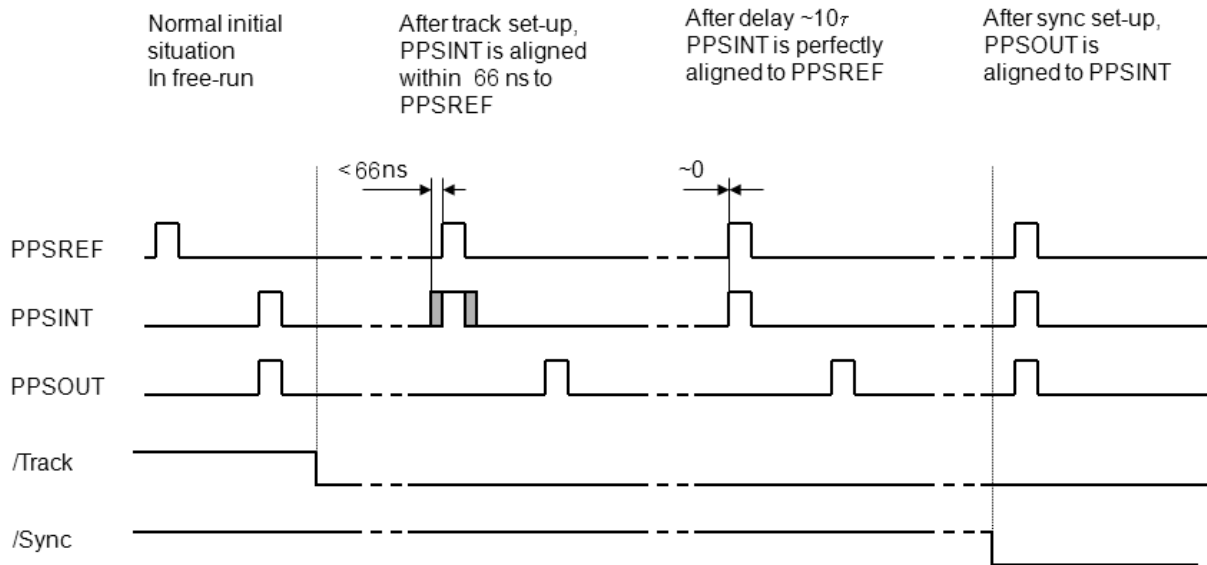 Normal initial
situation
In free-run
After track set-up,
PPSINT is aligned
within 66 ns to
PPSREF
After delay ~10τ
PPSINT is perfectly
aligned to PPSREF
After sync set-up,
PPSOUT is
aligned to PPSINT
< 66ns
~0
PPSREF
PPSINT
PPSOUT
/Track
/Sync